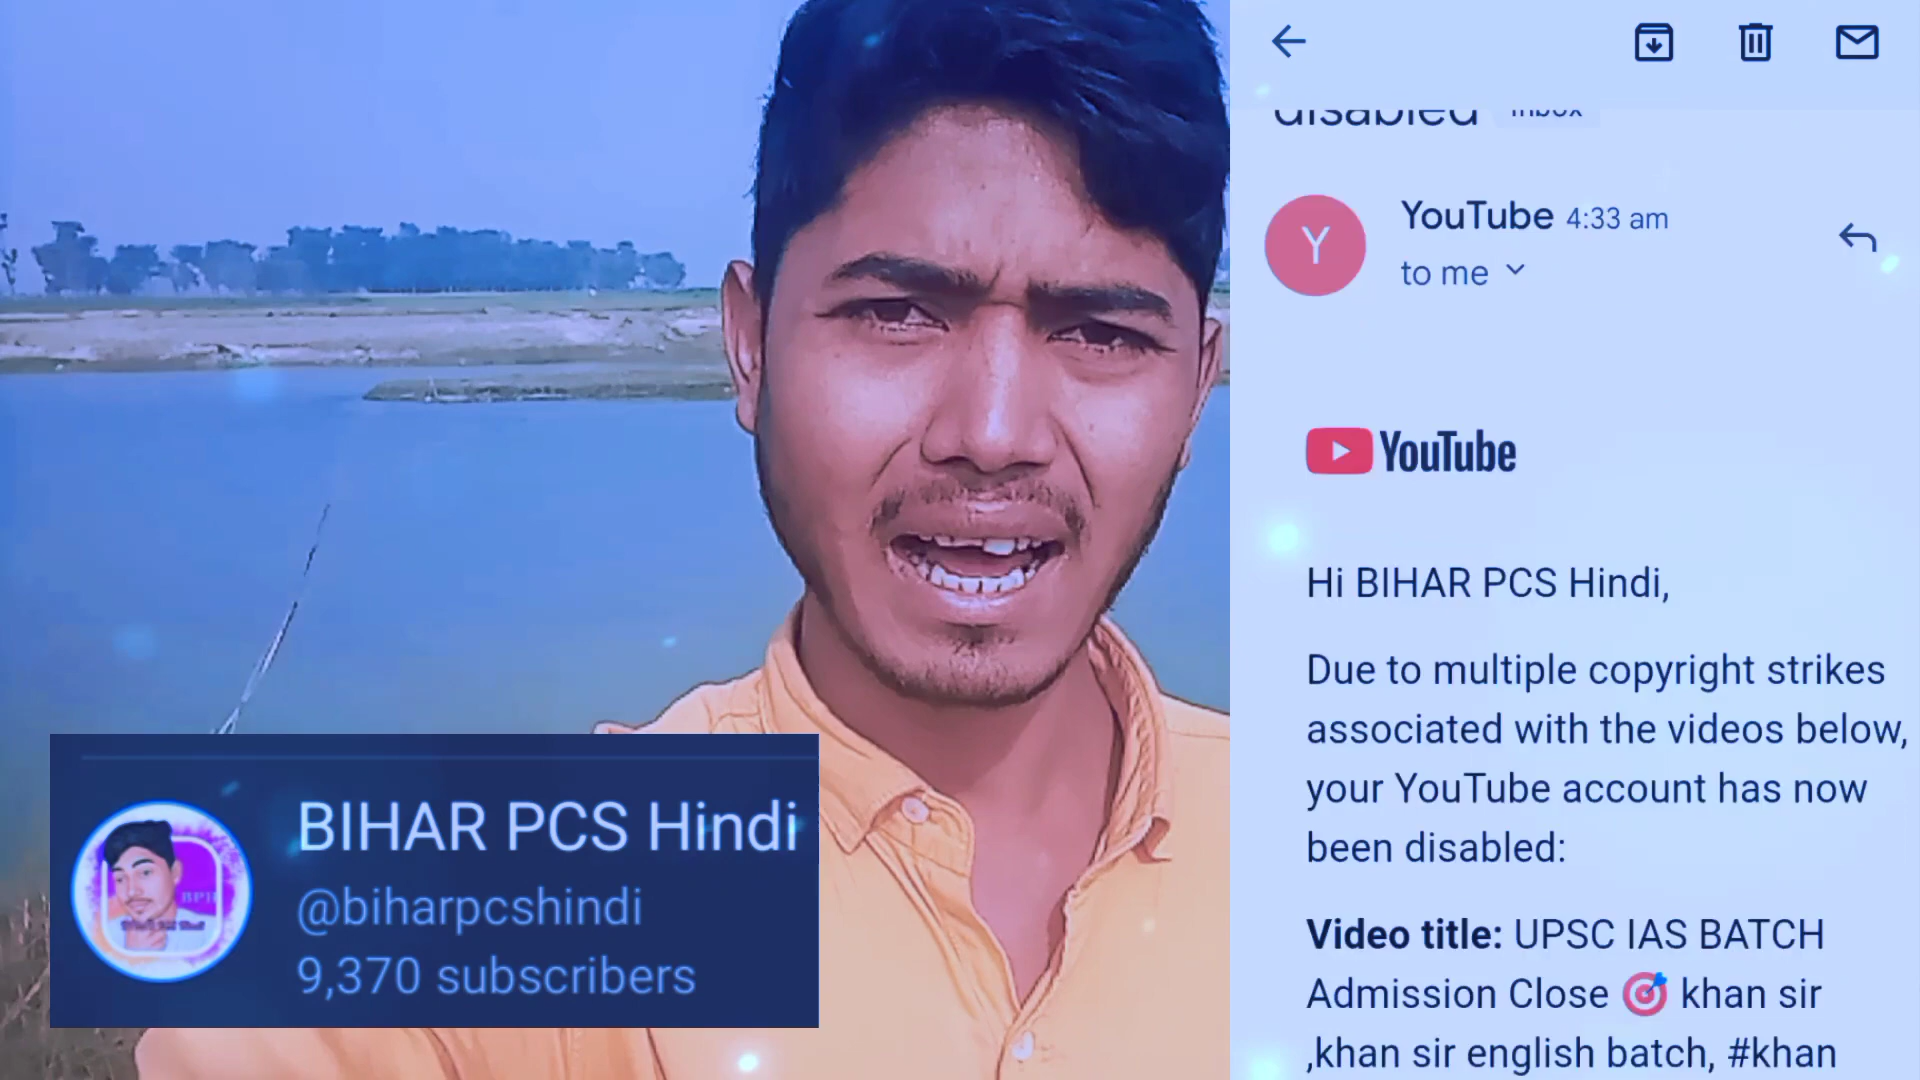 disabled Inbox
YouTube 4:33 am
to me
Y
YouTube
Hi BIHAR PCS Hindi,
Due to multiple copyright strikes
associated with the videos below,
your YouTube account has now
been disabled:
Video title: UPSC IAS BATCH
Admission Close 🎯 khan sir
,khan sir english batch, #khan
BIHAR PCS Hindi
@biharpcshindi
9,370 subscribers